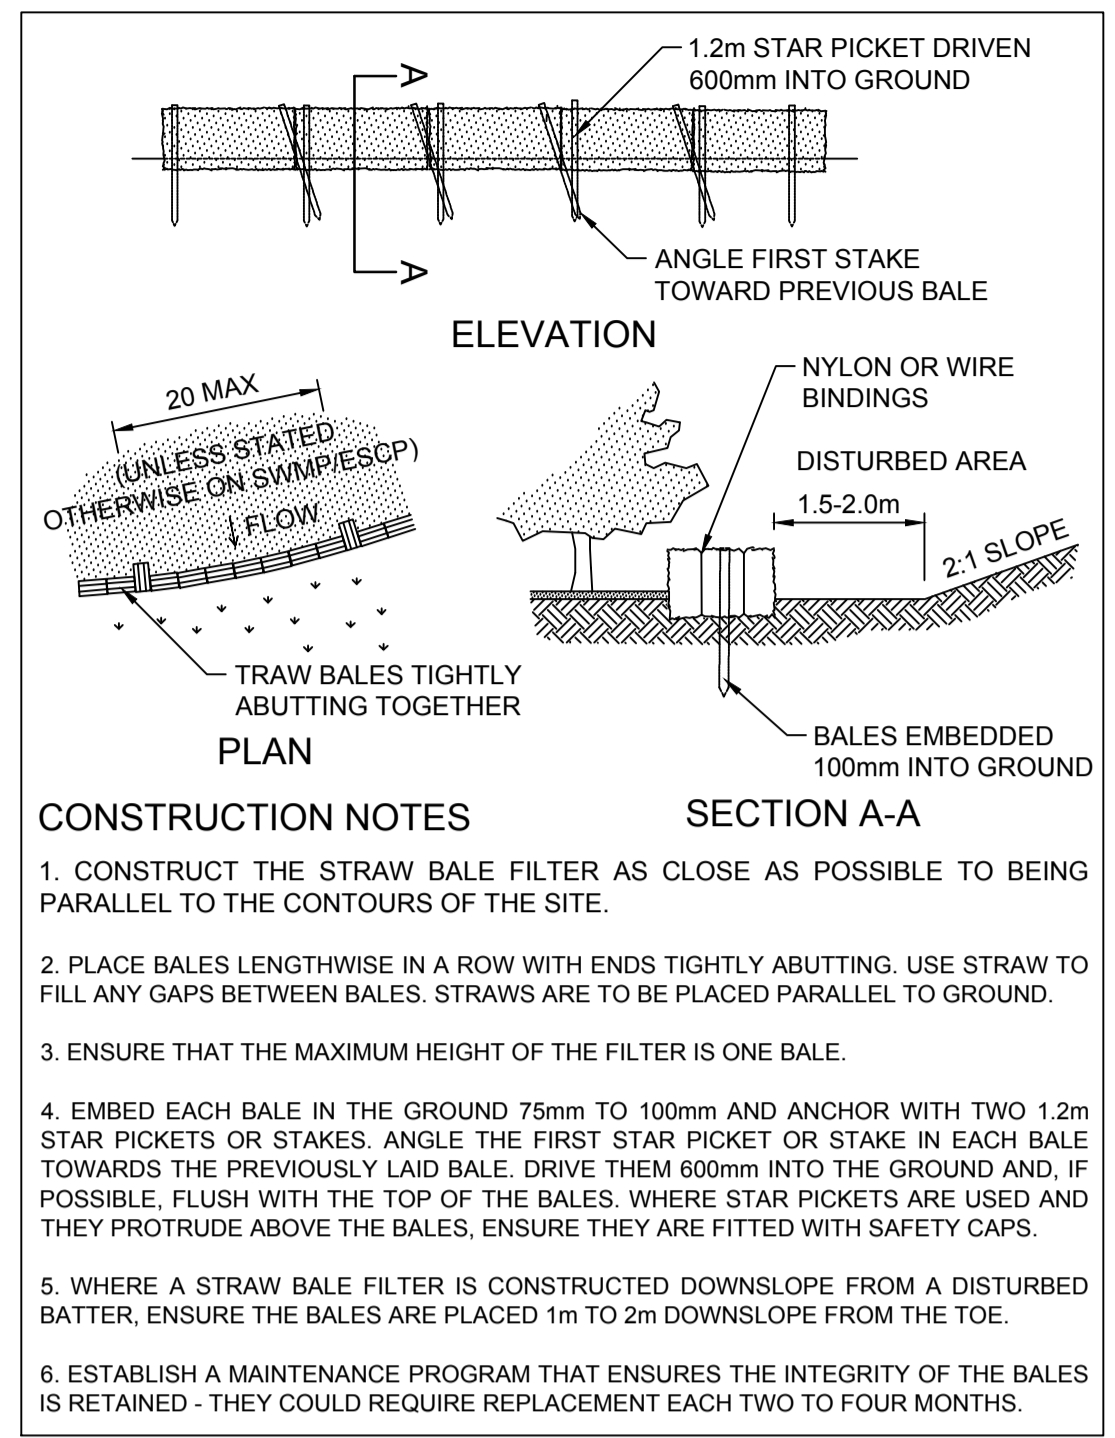 1.2m STAR PICKET DRIVEN
600mm INTO GROUND
A
A
ANGLE FIRST STAKE
TOWARD PREVIOUS BALE
ELEVATION
20 MAX
(UNLESS STATED
OTHERWISE ON SWMP/ESCP)
FLOW
TRAW BALES TIGHTLY
ABUTTING TOGETHER
PLAN
NYLON OR WIRE
BINDINGS
DISTURBED AREA
1.5-2.0m
2:1 SLOPE
BALES EMBEDDED
100mm INTO GROUND
SECTION A-A
CONSTRUCTION NOTES
1. CONSTRUCT THE STRAW BALE FILTER AS CLOSE AS POSSIBLE TO BEING
PARALLEL TO THE CONTOURS OF THE SITE.
2. PLACE BALES LENGTHWISE IN A ROW WITH ENDS TIGHTLY ABUTTING. USE STRAW TO
FILL ANY GAPS BETWEEN BALES. STRAWS ARE TO BE PLACED PARALLEL TO GROUND.
3. ENSURE THAT THE MAXIMUM HEIGHT OF THE FILTER IS ONE BALE.
4. EMBED EACH BALE IN THE GROUND 75mm TO 100mm AND ANCHOR WITH TWO 1.2m
STAR PICKETS OR STAKES. ANGLE THE FIRST STAR PICKET OR STAKE IN EACH BALE
TOWARDS THE PREVIOUSLY LAID BALE. DRIVE THEM 600mm INTO THE GROUND AND, IF
POSSIBLE, FLUSH WITH THE TOP OF THE BALES. WHERE STAR PICKETS ARE USED AND
THEY PROTRUDE ABOVE THE BALES, ENSURE THEY ARE FITTED WITH SAFETY CAPS.
5. WHERE A STRAW BALE FILTER IS CONSTRUCTED DOWNSLOPE FROM A DISTURBED
BATTER, ENSURE THE BALES ARE PLACED 1m TO 2m DOWNSLOPE FROM THE TOE.
6. ESTABLISH A MAINTENANCE PROGRAM THAT ENSURES THE INTEGRITY OF THE BALES
IS RETAINED - THEY COULD REQUIRE REPLACEMENT EACH TWO TO FOUR MONTHS.